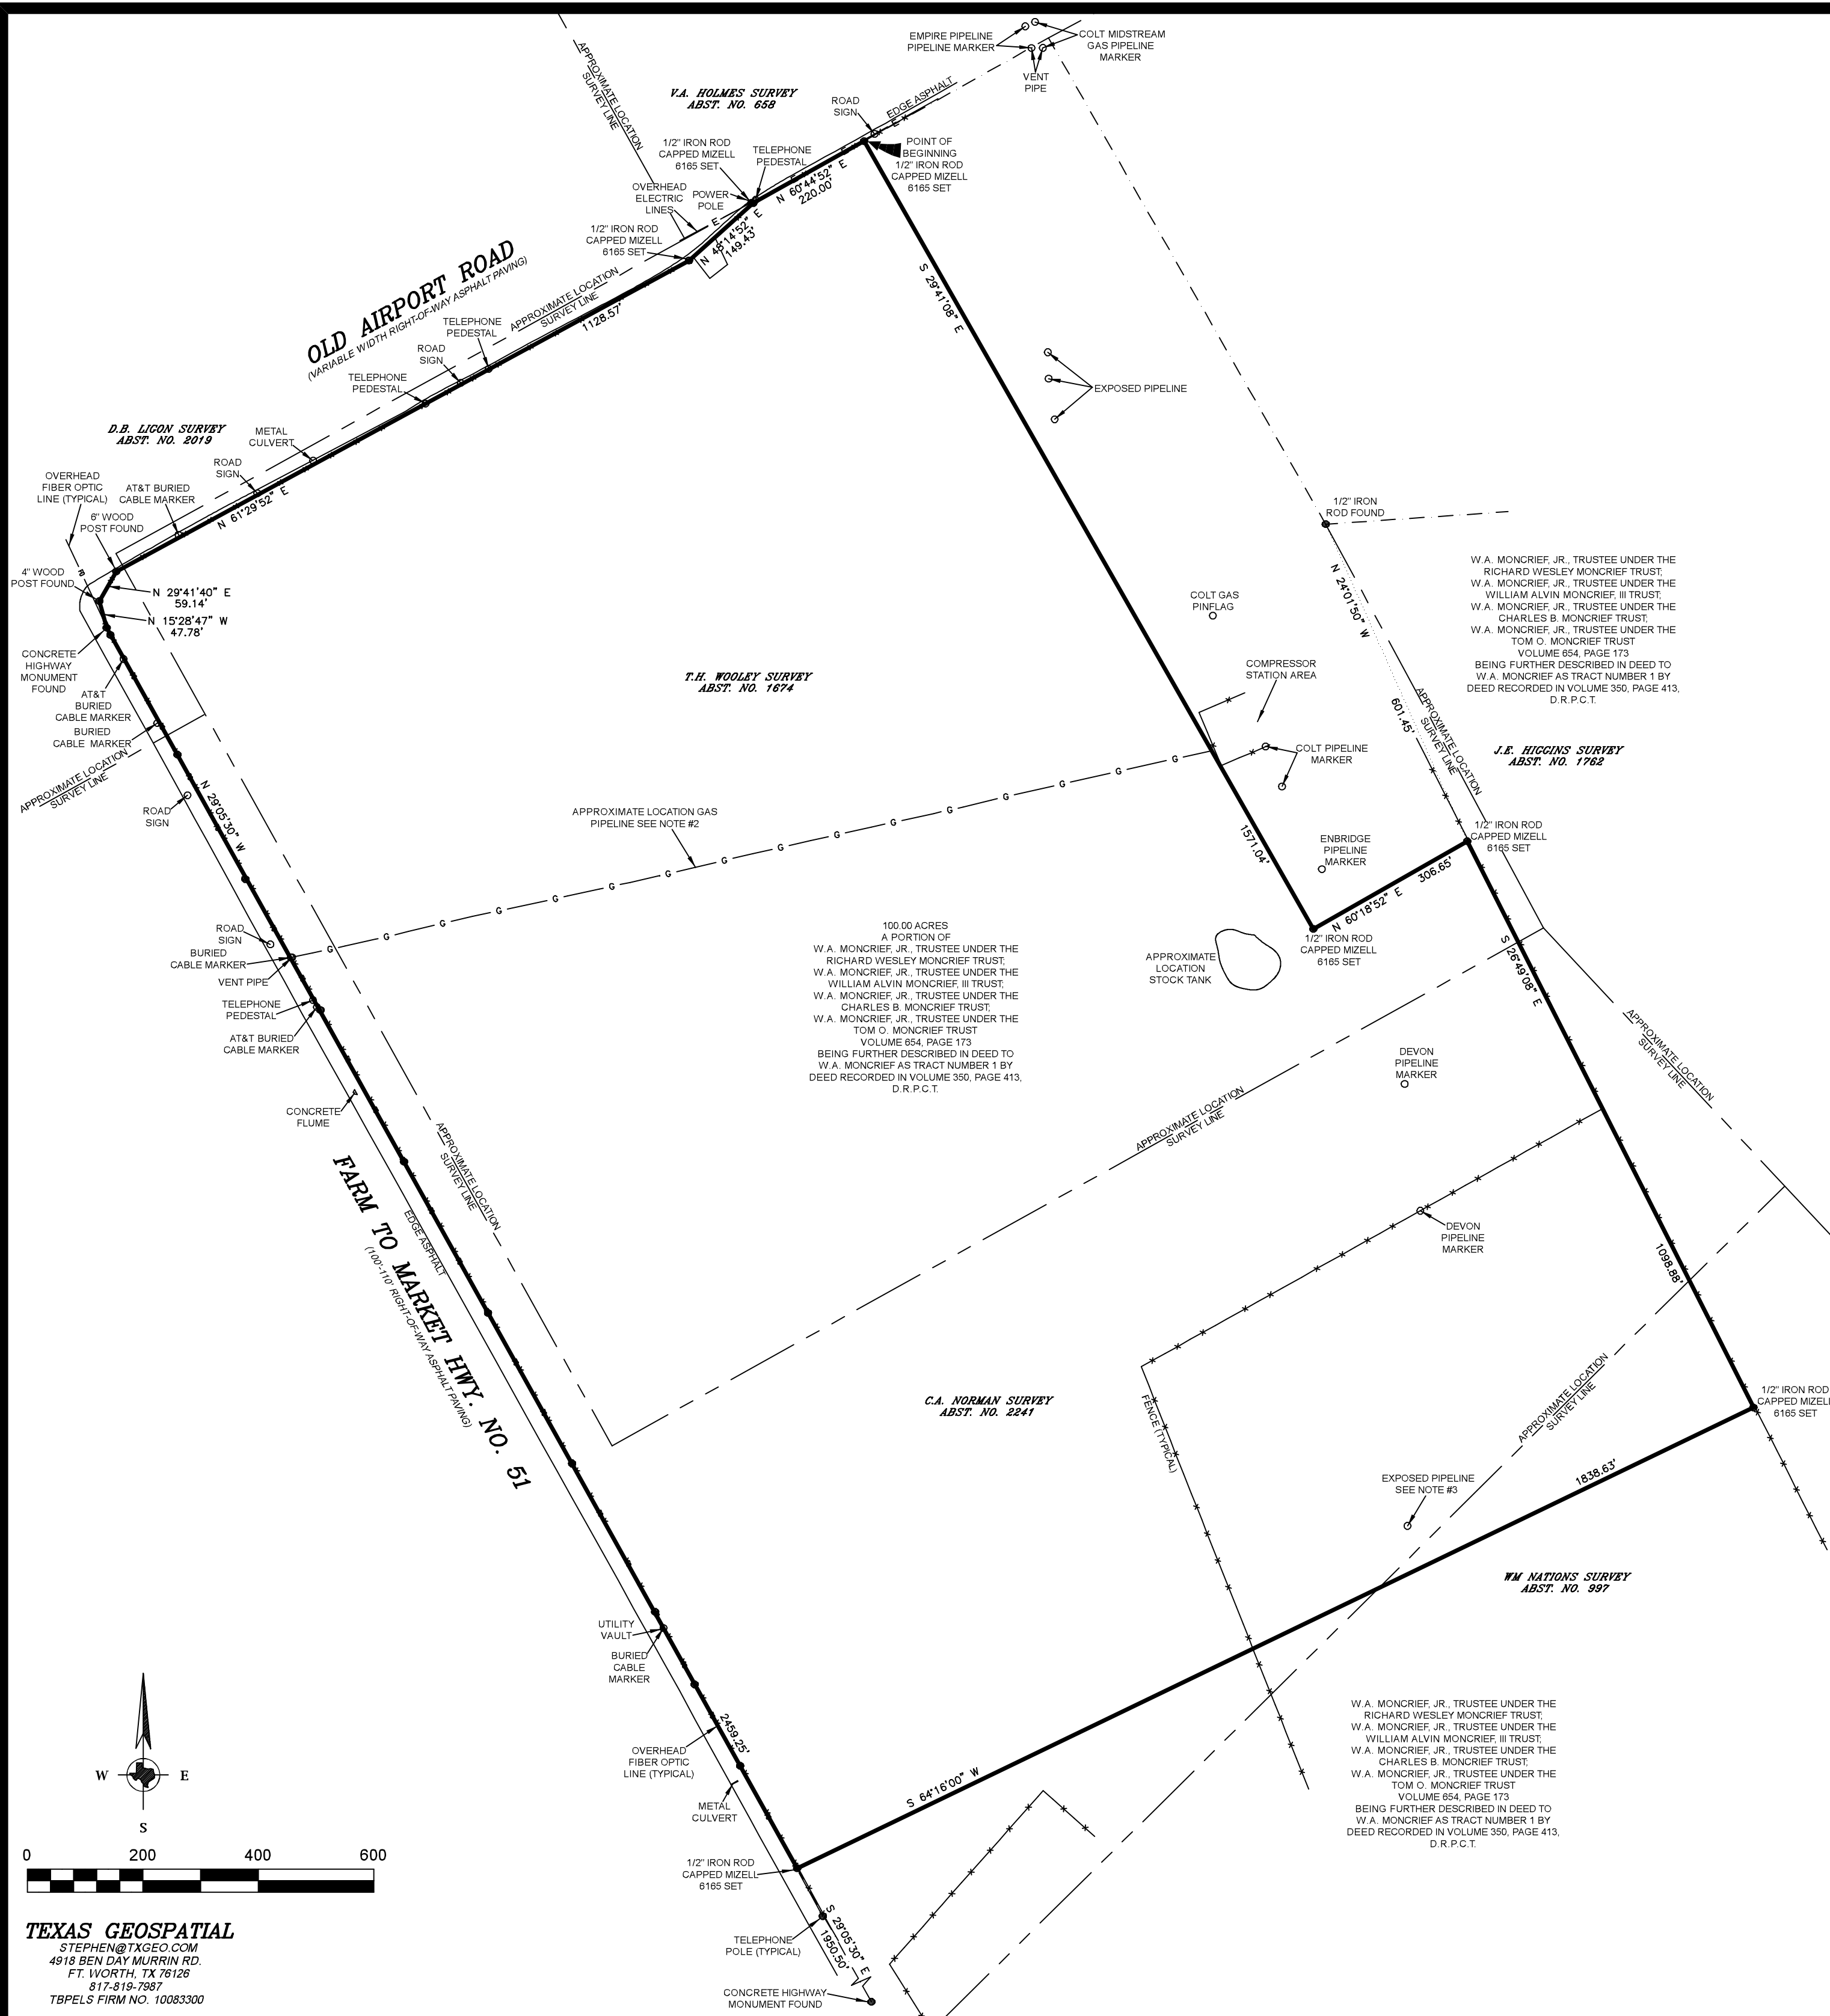 EMPIRE PIPELINE
PIPELINE MARKER
COLT MIDSTREAM
GAS PIPELINE
MARKER
VENT
PIPE
APPROXIMATE LOCATION
SURVEY LINE
V.A. HOLMES SURVEY
ABST. NO. 658
ROAD
SIGN
EDGE ASPHALT
E
POINT OF
BEGINNING
1/2" IRON ROD
CAPPED MIZELL
6165 SET
1/2" IRON ROD
CAPPED MIZELL
6165 SET
TELEPHONE
PEDESTAL
E
E
N 60°44'52" E
220.00'
OVERHEAD
ELECTRIC
LINES
POWER
POLE
E
1/2" IRON ROD
CAPPED MIZELL
6165 SET
N 48°14'52" E
149.43'
OLD AIRPORT ROAD
(VARIABLE WIDTH RIGHT-OF-WAY ASPHALT PAVING)
APPROXIMATE LOCATION
SURVEY LINE
1128.57'
S 29°41'08" E
TELEPHONE
PEDESTAL
ROAD
SIGN
TELEPHONE
PEDESTAL
EXPOSED PIPELINE
D.B. LIGON SURVEY
ABST. NO. 2019
METAL
CULVERT
ROAD
SIGN
OVERHEAD
FIBER OPTIC
LINE (TYPICAL)
AT&T BURIED
CABLE MARKER
6" WOOD
POST FOUND
N 61°29'52" E
1/2" IRON
ROD FOUND
4" WOOD
POST FOUND
N 29°41'40" E
59.14'
N 15°28'47" W
47.78'
N 24°01'50" W
601.45'
W.A. MONCRIEF, JR., TRUSTEE UNDER THE
RICHARD WESLEY MONCRIEF TRUST;
W.A. MONCRIEF, JR., TRUSTEE UNDER THE
WILLIAM ALVIN MONCRIEF, III TRUST;
W.A. MONCRIEF, JR., TRUSTEE UNDER THE
CHARLES B. MONCRIEF TRUST;
W.A. MONCRIEF, JR., TRUSTEE UNDER THE
TOM O. MONCRIEF TRUST
VOLUME 654, PAGE 173
BEING FURTHER DESCRIBED IN DEED TO
W.A. MONCRIEF AS TRACT NUMBER 1 BY
DEED RECORDED IN VOLUME 350, PAGE 413,
D.R.P.C.T.
COLT GAS
PINFLAG
CONCRETE
HIGHWAY
MONUMENT
FOUND
AT&T
BURIED
CABLE MARKER
BURIED
CABLE MARKER
T.H. WOOLEY SURVEY
ABST. NO. 1674
COMPRESSOR
STATION AREA
APPROXIMATE LOCATION
SURVEY LINE
COLT PIPELINE
MARKER
J.E. HIGGINS SURVEY
ABST. NO. 1762
APPROXIMATE LOCATION
SURVEY LINE
ROAD
SIGN
N 29°05'30" W
APPROXIMATE LOCATION GAS
PIPELINE SEE NOTE #2
G G G G G G G G G G G G G G G G
1571.04'
ENBRIDGE
PIPELINE
MARKER
1/2" IRON ROD
CAPPED MIZELL
6165 SET
N 60°18'52" E
306.65'
1/2" IRON ROD
CAPPED MIZELL
6165 SET
ROAD
SIGN
BURIED
CABLE MARKER
VENT PIPE
TELEPHONE
PEDESTAL
AT&T BURIED
CABLE MARKER
100.00 ACRES
A PORTION OF
W.A. MONCRIEF, JR., TRUSTEE UNDER THE
RICHARD WESLEY MONCRIEF TRUST;
W.A. MONCRIEF, JR., TRUSTEE UNDER THE
WILLIAM ALVIN MONCRIEF, III TRUST;
W.A. MONCRIEF, JR., TRUSTEE UNDER THE
CHARLES B. MONCRIEF TRUST;
W.A. MONCRIEF, JR., TRUSTEE UNDER THE
TOM O. MONCRIEF TRUST
VOLUME 654, PAGE 173
BEING FURTHER DESCRIBED IN DEED TO
W.A. MONCRIEF AS TRACT NUMBER 1 BY
DEED RECORDED IN VOLUME 350, PAGE 413,
D.R.P.C.T.
APPROXIMATE
LOCATION
STOCK TANK
S 26°49'08" E
APPROXIMATE LOCATION
SURVEY LINE
DEVON
PIPELINE
MARKER
CONCRETE
FLUME
APPROXIMATE LOCATION
SURVEY LINE
APPROXIMATE LOCATION
SURVEY LINE
FARM TO MARKET HWY. NO. 51
(100'-110' RIGHT-OF-WAY ASPHALT PAVING)
EDGE ASPHALT
DEVON
PIPELINE
MARKER
1098.88'
C.A. NORMAN SURVEY
ABST. NO. 2241
FENCE (TYPICAL)
APPROXIMATE LOCATION
SURVEY LINE
1/2" IRON ROD
CAPPED MIZELL
6165 SET
EXPOSED PIPELINE
SEE NOTE #3
1838.63'
WM NATIONS SURVEY
ABST. NO. 997
UTILITY
VAULT
BURIED
CABLE
MARKER
2459.25'
OVERHEAD
FIBER OPTIC
LINE (TYPICAL)
METAL
CULVERT
S 64°16'00" W
W.A. MONCRIEF, JR., TRUSTEE UNDER THE
RICHARD WESLEY MONCRIEF TRUST;
W.A. MONCRIEF, JR., TRUSTEE UNDER THE
WILLIAM ALVIN MONCRIEF, III TRUST;
W.A. MONCRIEF, JR., TRUSTEE UNDER THE
CHARLES B. MONCRIEF TRUST;
W.A. MONCRIEF, JR., TRUSTEE UNDER THE
TOM O. MONCRIEF TRUST
VOLUME 654, PAGE 173
BEING FURTHER DESCRIBED IN DEED TO
W.A. MONCRIEF AS TRACT NUMBER 1 BY
DEED RECORDED IN VOLUME 350, PAGE 413,
D.R.P.C.T.
1/2" IRON ROD
CAPPED MIZELL
6165 SET
TELEPHONE
POLE (TYPICAL)
S 29°05'30" E
1950.50'
CONCRETE HIGHWAY
MONUMENT FOUND
W E
S
0 200 400 600
TEXAS GEOSPATIAL
STEPHEN@TXGEO.COM
4918 BEN DAY MURRIN RD.
FT. WORTH, TX 76126
817-819-7987
TBPELS FIRM NO. 10083300